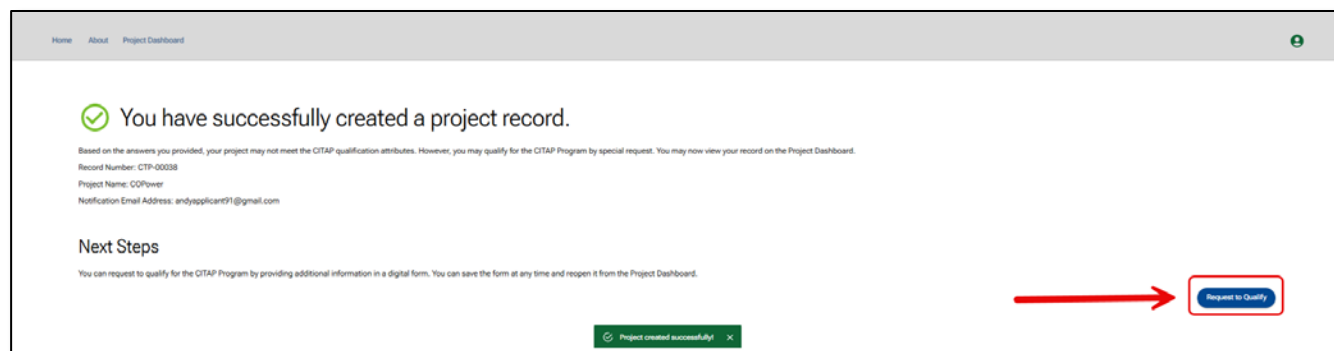 Home About Project Dashboard
You have successfully created a project record.
Based on the answers you provided, your project may not meet the CITAP qualification attributes. However, you may qualify for the CITAP Program by special request. You may now view your record on the Project Dashboard.
Record Number: CTP-00038
Project Name: COPower
Notification Email Address: andyapplicant91@gmail.com
Next Steps
You can request to qualify for the CITAP Program by providing additional information in a digital form. You can save the form at any time and reopen it from the Project Dashboard.
Request to Qualify
Project created successfully!